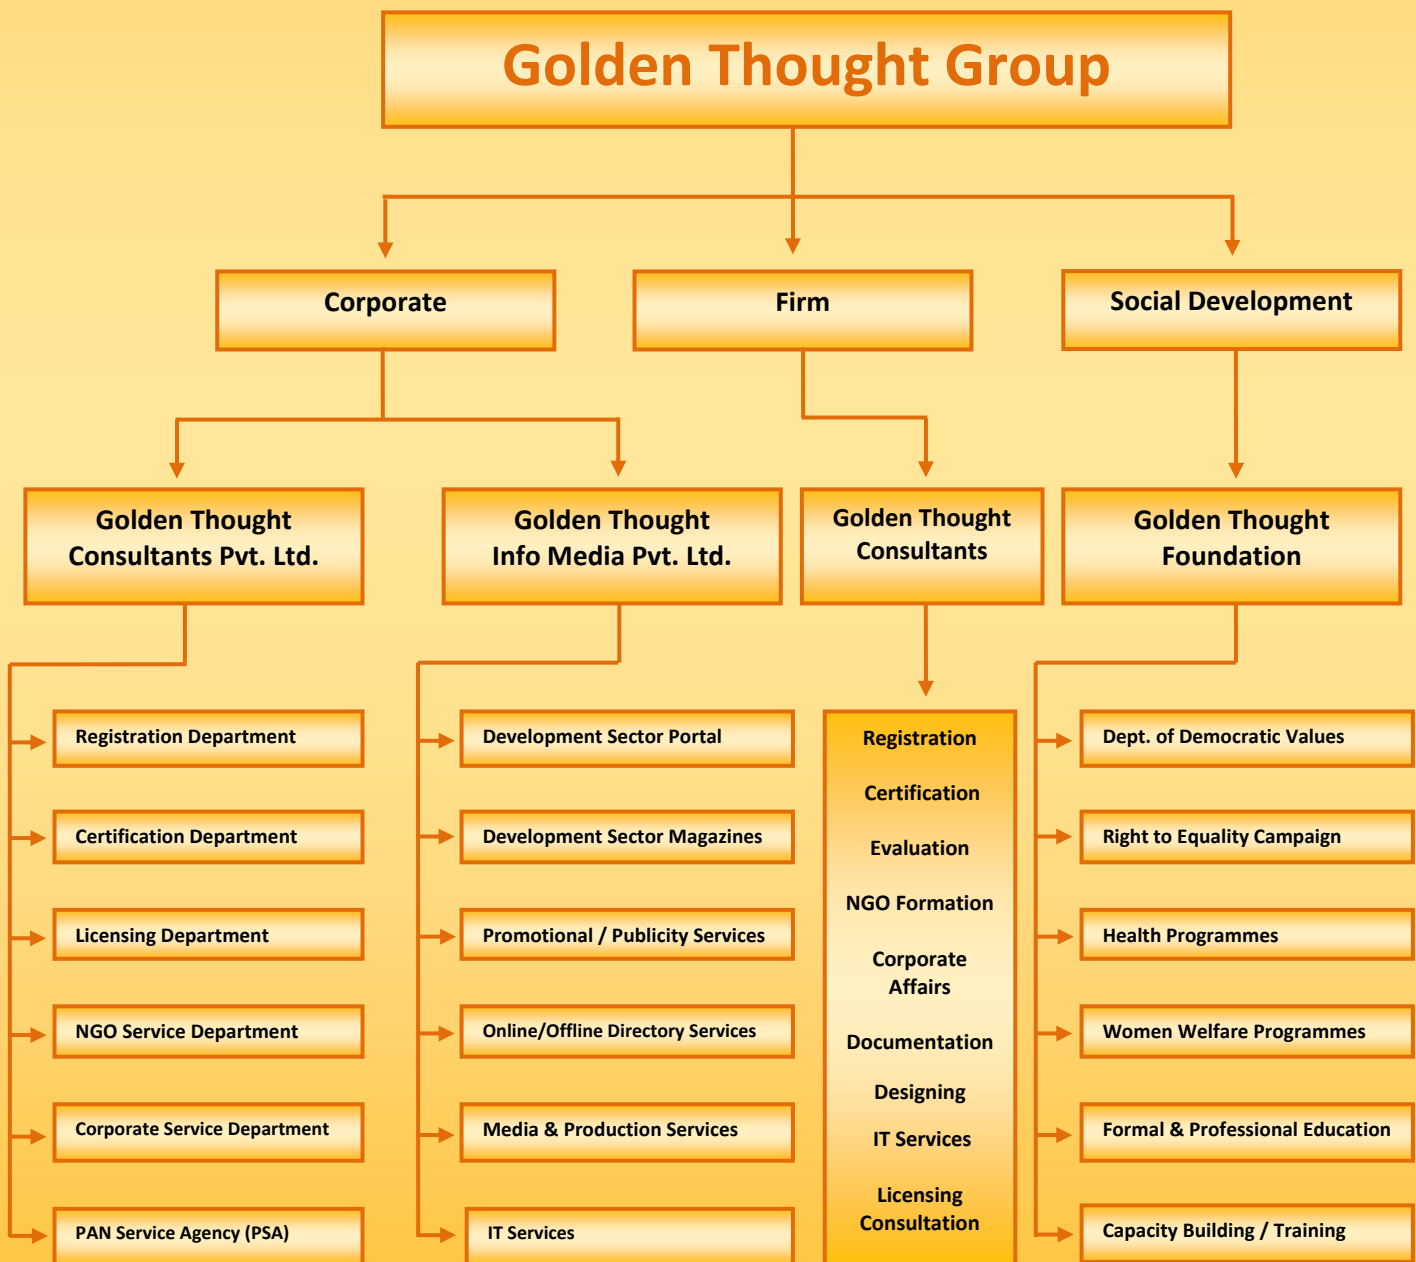 Golden Thought Group
Corporate
Firm
Social Development
Golden Thought
Consultants Pvt. Ltd.
Golden Thought
Info Media Pvt. Ltd.
Golden Thought
Consultants
Golden Thought
Foundation
Registration Department
Certification Department
Licensing Department
NGO Service Department
Corporate Service Department
PAN Service Agency (PSA)
Development Sector Portal
Development Sector Magazines
Promotional / Publicity Services
Online/Offline Directory Services
Media & Production Services
IT Services
Registration
Certification
Evaluation
NGO Formation
Corporate
Affairs
Documentation
Designing
IT Services
Licensing
Consultation
Dept. of Democratic Values
Right to Equality Campaign
Health Programmes
Women Welfare Programmes
Formal & Professional Education
Capacity Building / Training